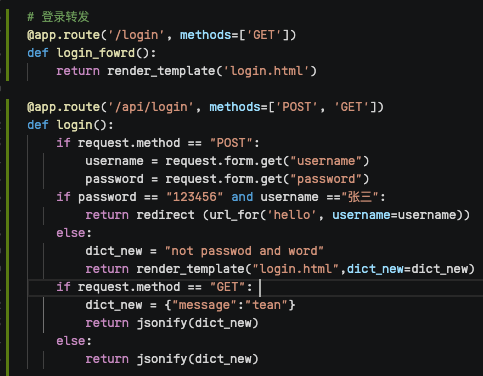 # 登录转发
@app.route('/login', methods=['GET'])
def login_fowrd():
    return render_template('login.html')

@app.route('/api/login', methods=['POST', 'GET'])
def login():
    if request.method == "POST":
        username = request.form.get("username")
        password = request.form.get("password")
    if password == "123456" and username =="张三":
        return redirect (url_for('hello', username=username))
    else:
        dict_new = "not passwod and word"
        return render_template("login.html",dict_new=dict_new)
    if request.method == "GET":
        dict_new = {"message":"tean"}
        return jsonify(dict_new)
    else:
        return jsonify(dict_new)